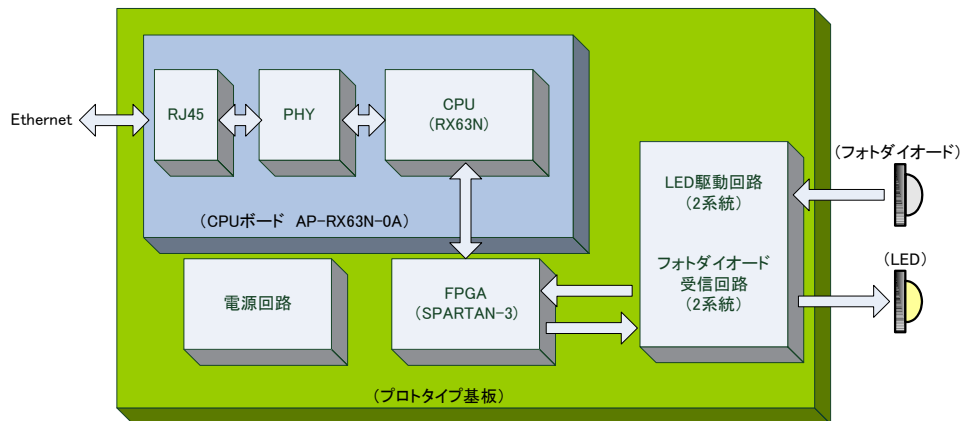 Ethernet
RJ45
PHY
CPU
(RX63N)
(CPUボード AP-RX63N-0A)
電源回路
FPGA
(SPARTAN-3)
LED駆動回路
(2系統)
フォトダイオード
受信回路
(2系統)
(フォトダイオード)
(LED)
(プロトタイプ基板)